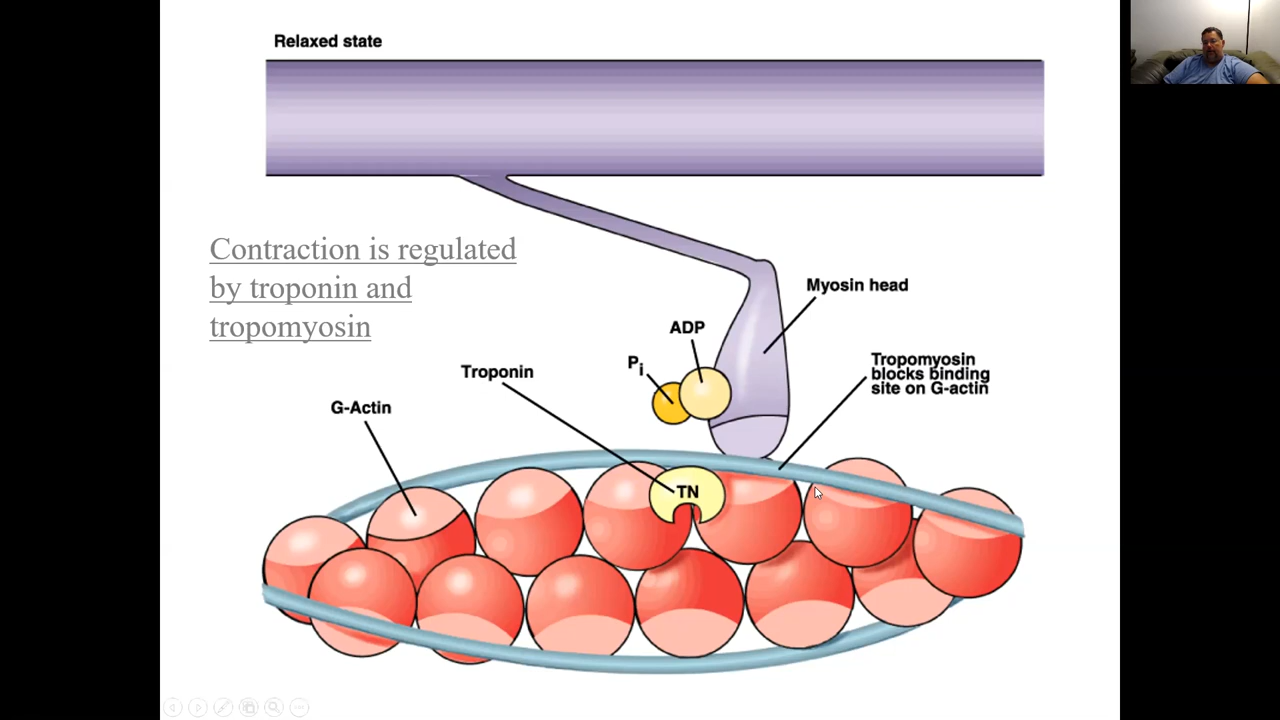 Relaxed state
Contraction is regulated
by troponin and
tropomyosin
Myosin head
ADP
Pi
Troponin
Tropomyosin
blocks binding
site on G-actin
G-Actin
TN